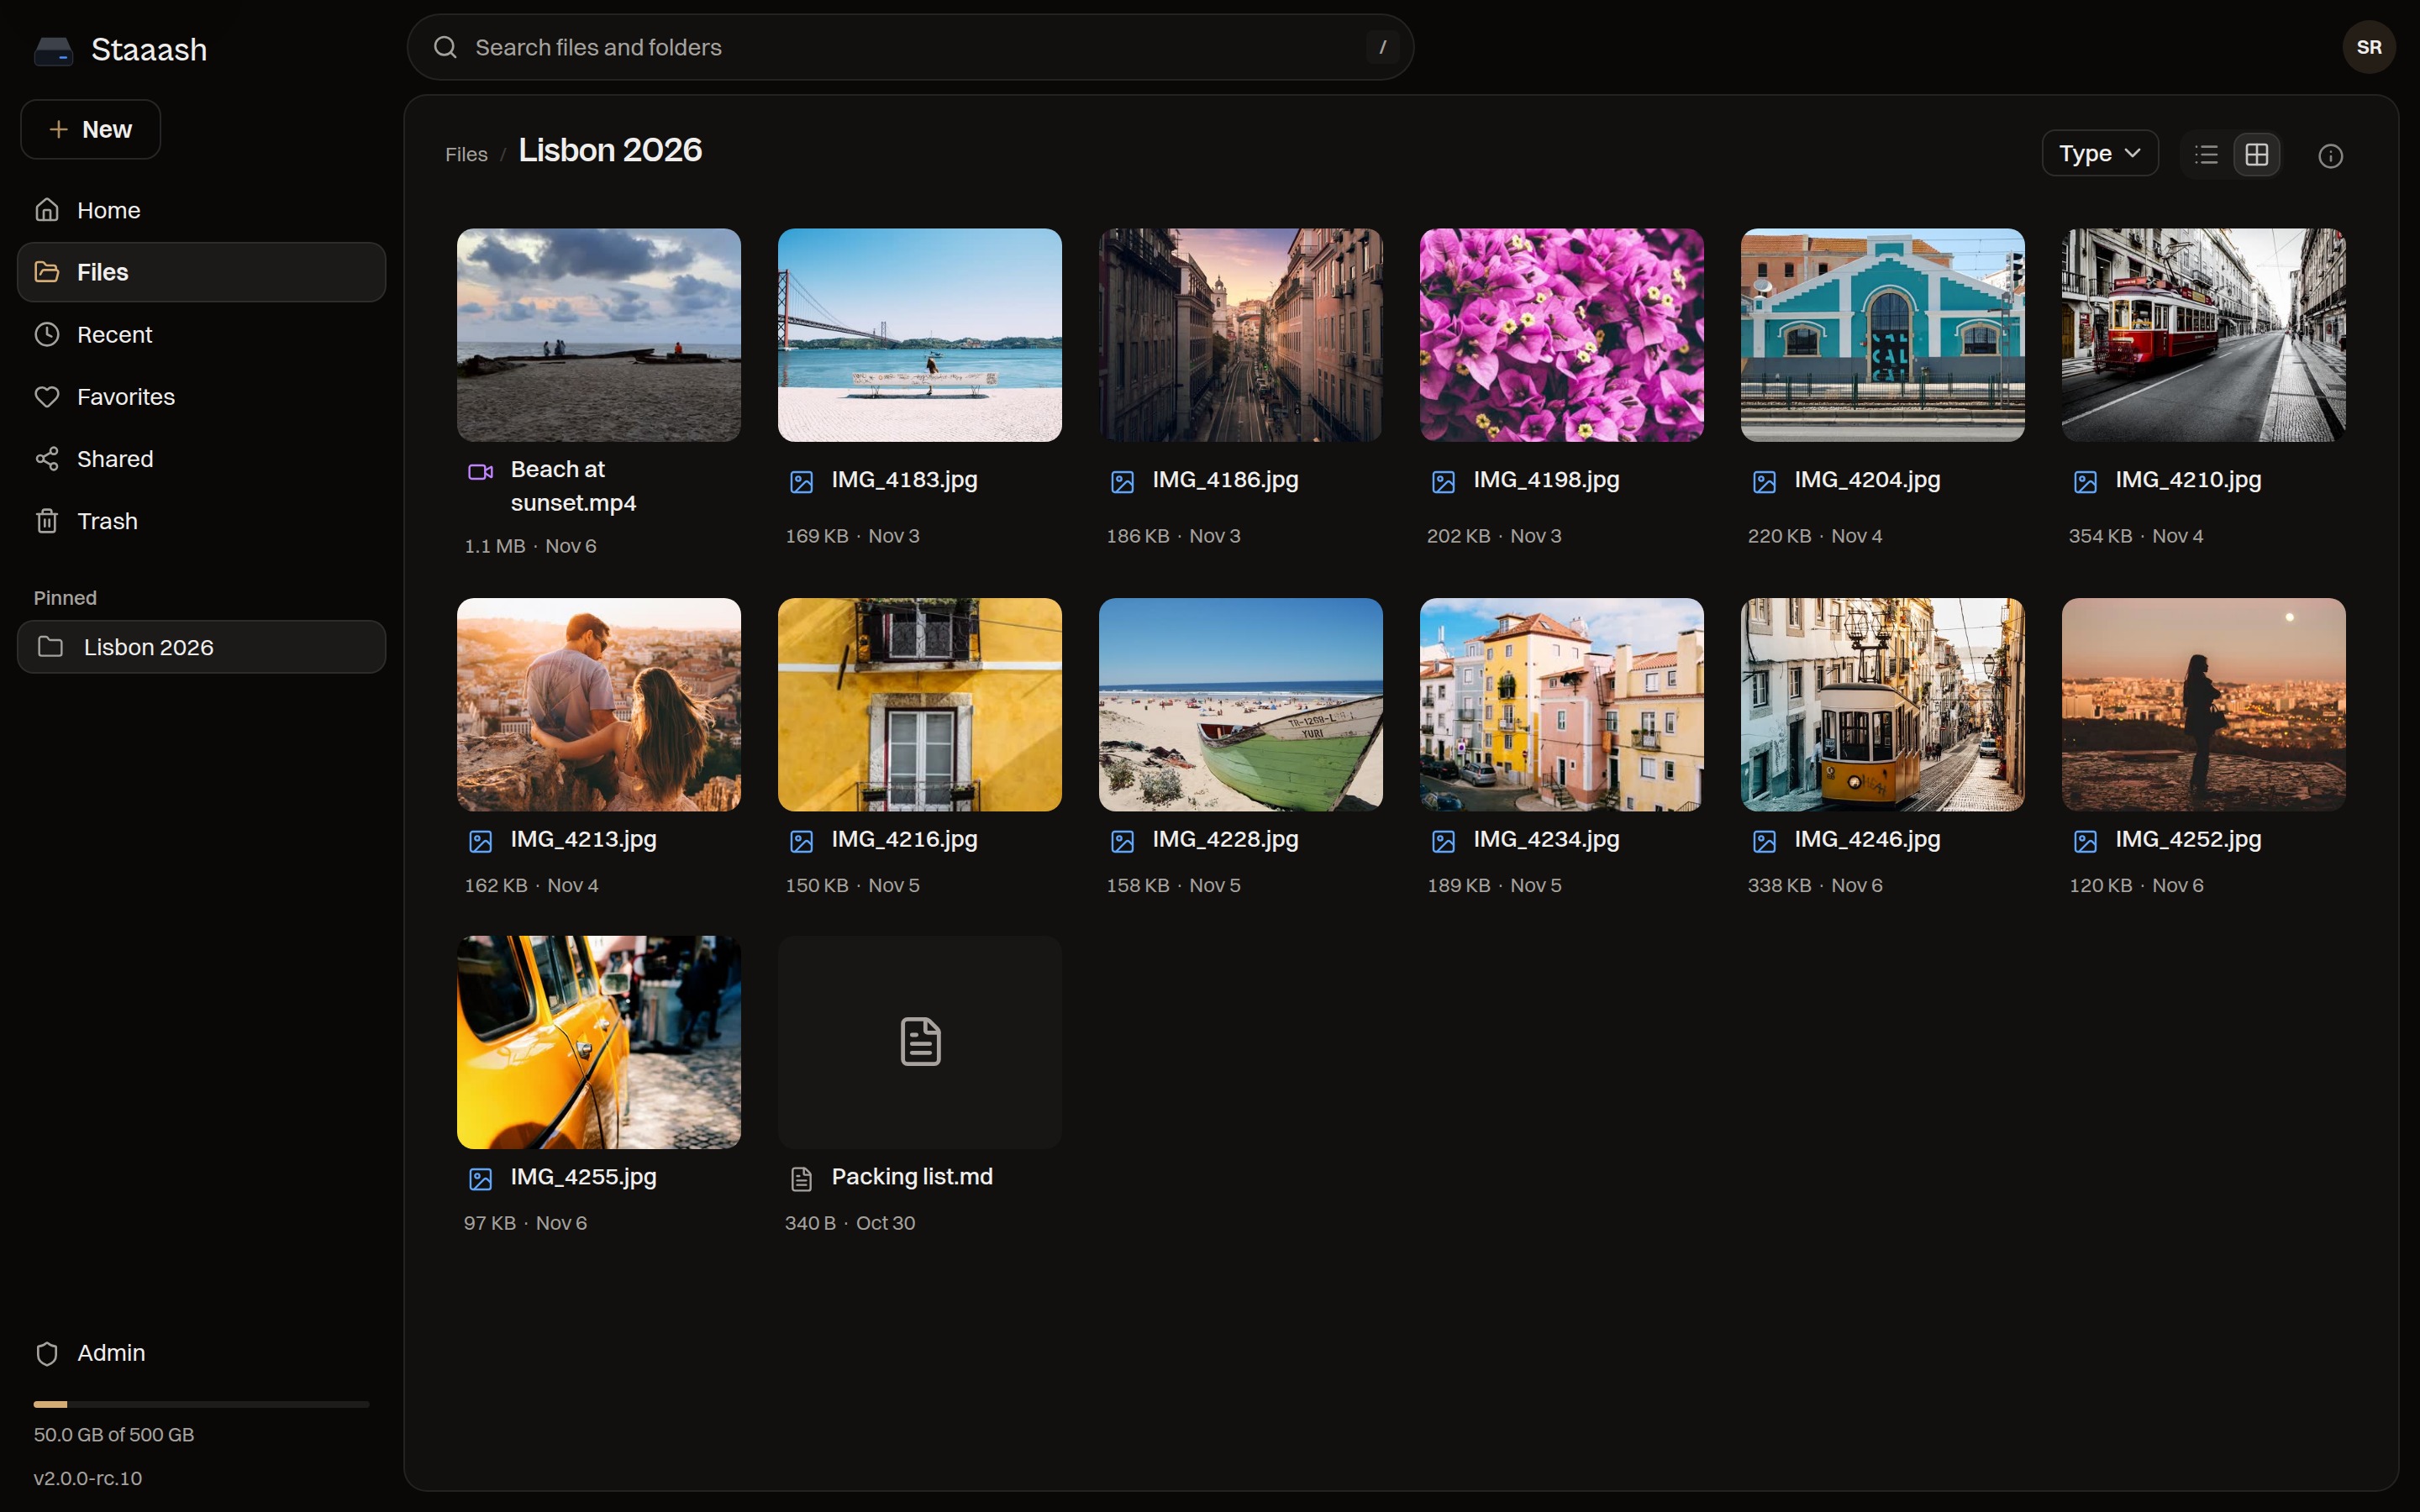 Staaash
Search files and folders
/
SR
New
Home
Files
Recent
Favorites
Shared
Trash
Pinned
Lisbon 2026
Admin
50.0 GB of 500 GB
v2.0.0-rc.10
Files / Lisbon 2026
Type
Beach at
sunset.mp4
1.1 MB · Nov 6
IMG_4183.jpg
169 KB · Nov 3
IMG_4186.jpg
186 KB · Nov 3
IMG_4198.jpg
202 KB · Nov 3
CAL
IMG_4204.jpg
220 KB · Nov 4
IMG_4210.jpg
354 KB · Nov 4
IMG_4213.jpg
162 KB · Nov 4
IMG_4216.jpg
150 KB · Nov 5
YURI
IMG_4228.jpg
158 KB · Nov 5
IMG_4234.jpg
189 KB · Nov 5
IMG_4246.jpg
338 KB · Nov 6
IMG_4252.jpg
120 KB · Nov 6
IMG_4255.jpg
97 KB · Nov 6
Packing list.md
340 B · Oct 30